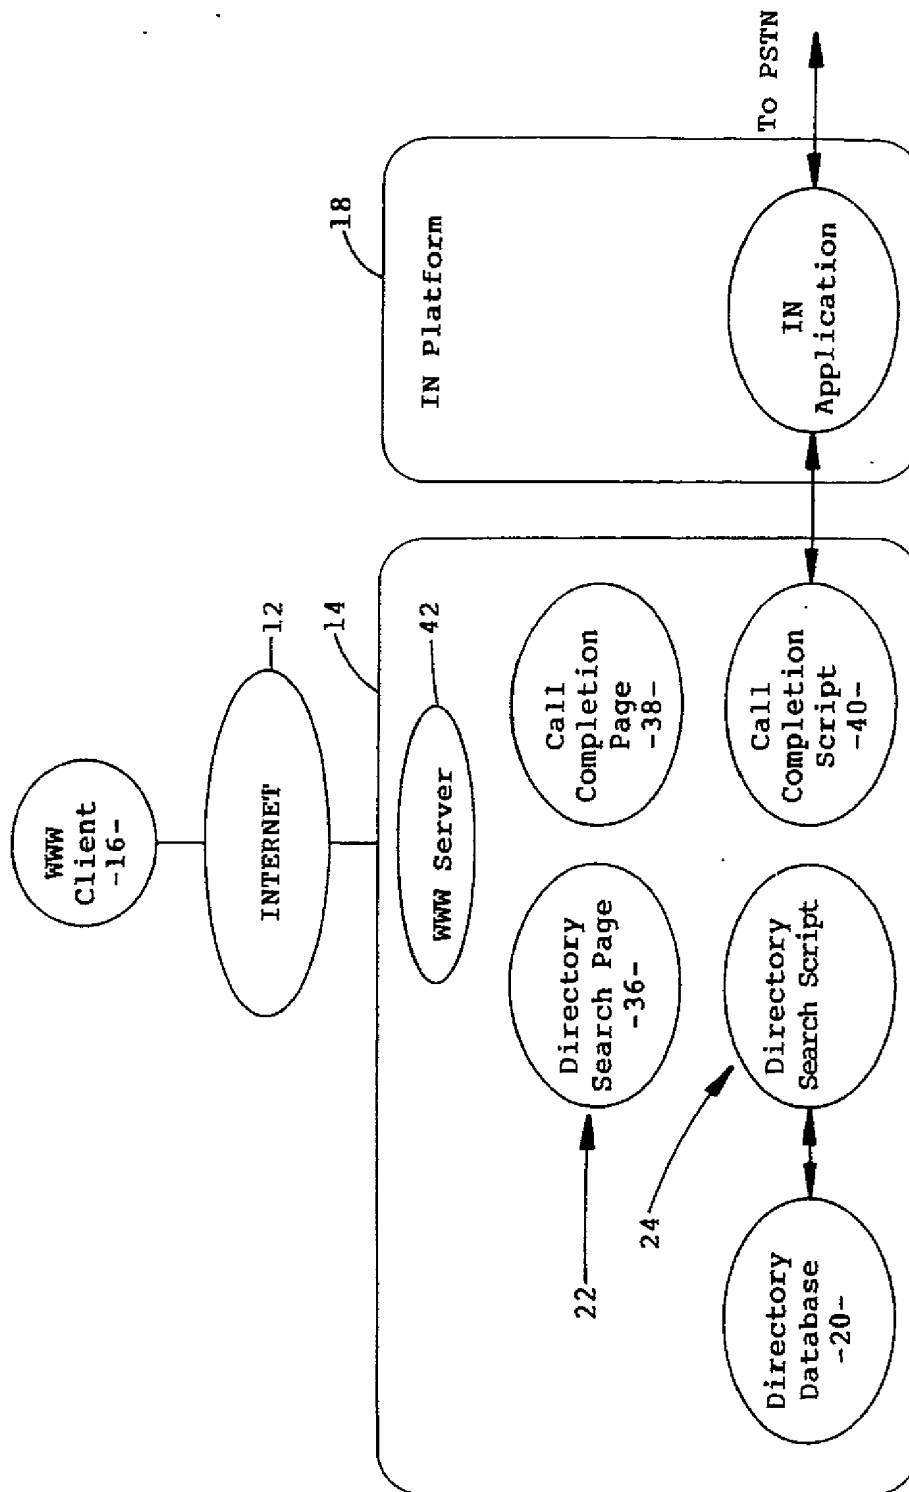 WWW
Client
-16-
INTERNET
12
14
WWW Server
42
18
IN Platform
Directory
Search Page
-36-
Call
Completion
Page
-38-
22
24
Directory
Database
-20-
Directory
Search Script
Call
Completion
Script
-40-
IN
Application
To PSTN